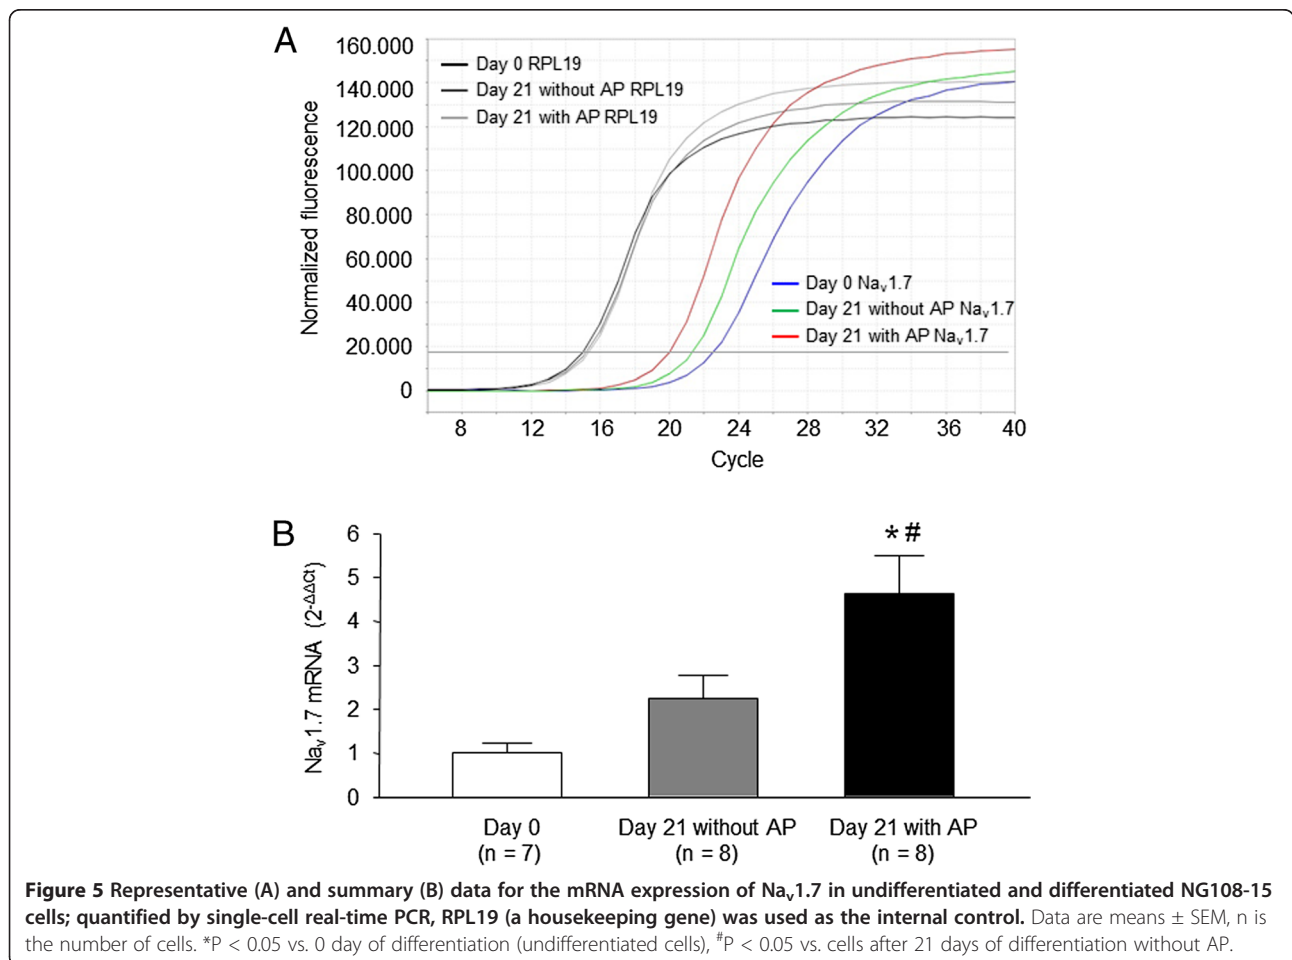 A
Normalized fluorescence
160.000
140.000
120.000
100.000
80.000
60.000
40.000
20.000
0
Day 0 RPL19
Day 21 without AP RPL19
Day 21 with AP RPL19
Day 0 Nav1.7
Day 21 without AP Nav1.7
Day 21 with AP Nav1.7
8 12 16 20 24 28 32 36 40
Cycle
B
Nav1.7 mRNA (2-ΔΔCt)
6
5
4
3
2
1
0
* #
Day 0 Day 21 without AP Day 21 with AP
(n = 7) (n = 8) (n = 8)
Figure 5 Representative (A) and summary (B) data for the mRNA expression of Nav1.7 in undifferentiated and differentiated NG108-15
cells; quantified by single-cell real-time PCR, RPL19 (a housekeeping gene) was used as the internal control. Data are means ± SEM, n is
the number of cells. *P < 0.05 vs. 0 day of differentiation (undifferentiated cells), #P < 0.05 vs. cells after 21 days of differentiation without AP.